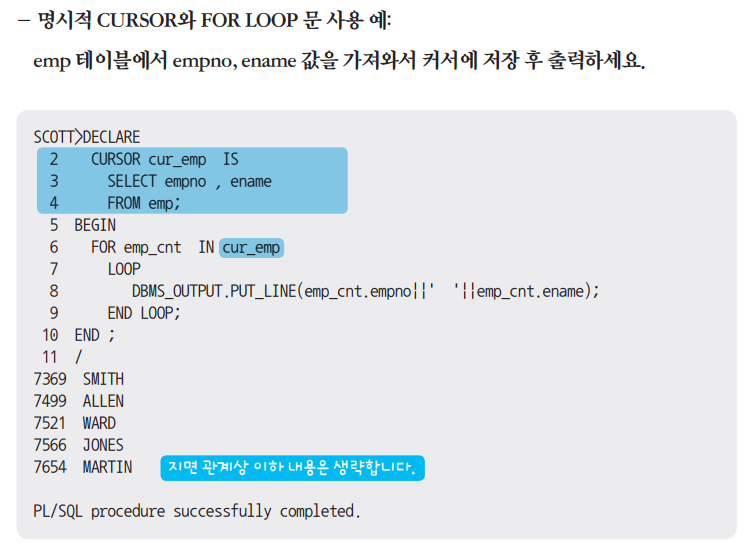 – 명시적 CURSOR와 FOR LOOP 문 사용 예:
emp 테이블에서 empno, ename 값을 가져와서 커서에 저장 후 출력하세요.
SCOTT>DECLARE
2 CURSOR cur_emp IS
3 SELECT empno , ename
4 FROM emp;
5 BEGIN
6 FOR emp_cnt IN cur_emp
7 LOOP
8 DBMS_OUTPUT.PUT_LINE(emp_cnt.empno||' '||emp_cnt.ename);
9 END LOOP;
10 END ;
11 /
7369 SMITH
7499 ALLEN
7521 WARD
7566 JONES
7654 MARTIN 지면 관계상 이하 내용은 생략합니다.
PL/SQL procedure successfully completed.